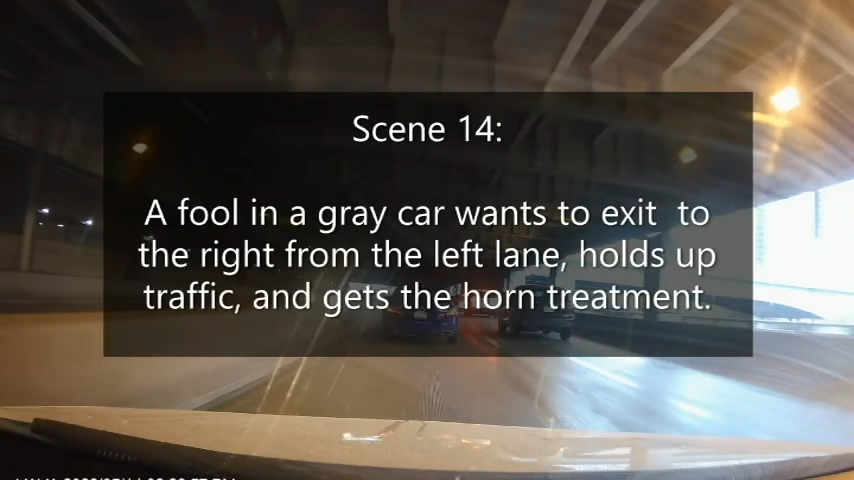 Scene 14:
A fool in a gray car wants to exit  to
the right from the left lane, holds up
traffic, and gets the horn treatment.